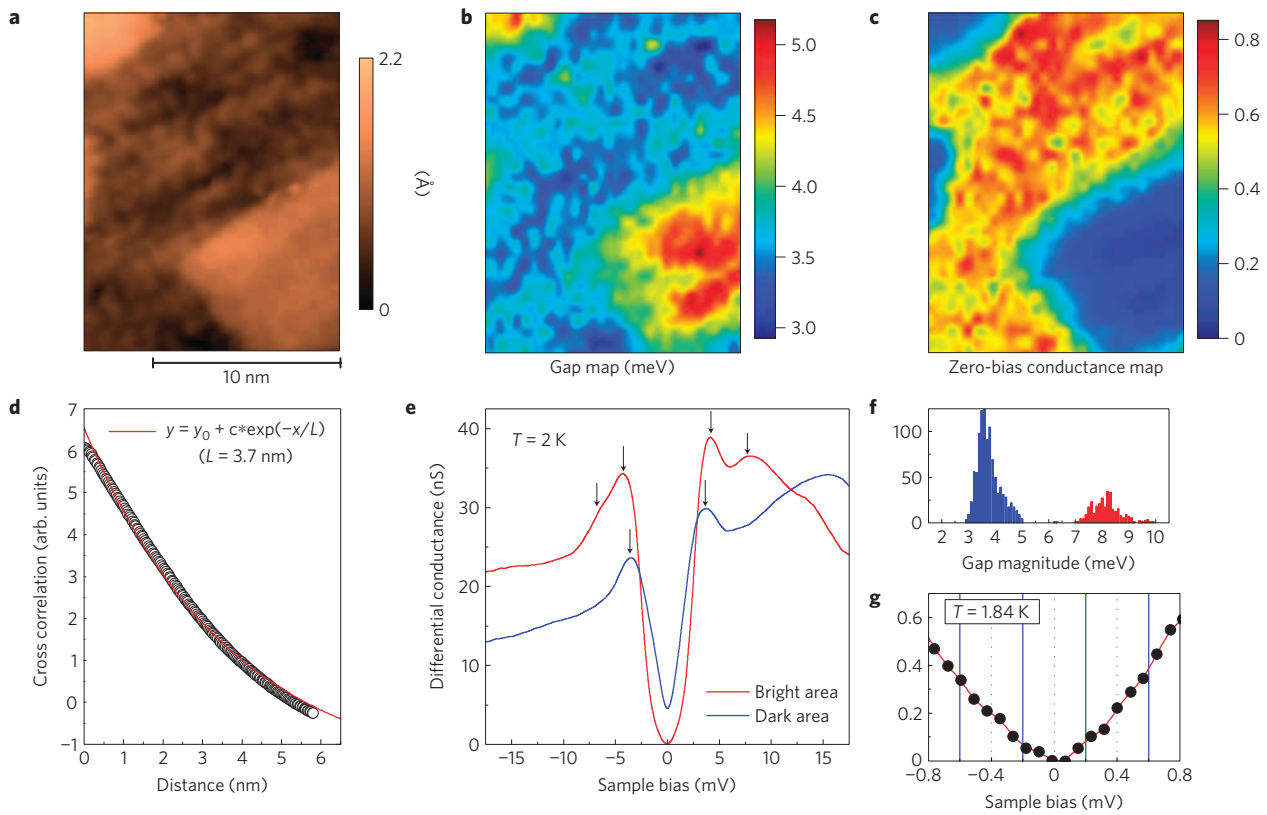 a
2.2
(Å)
0
10 nm
b
5.0
4.5
4.0
3.5
3.0
Gap map (meV)
c
0.8
0.6
0.4
0.2
0
Zero-bias conductance map
d
7
6
5
4
3
2
1
0
−1
Cross correlation (arb. units)
y = y0 + c*exp(−x/L)
(L = 3.7 nm)
0 1 2 3 4 5 6
Distance (nm)
e
40
30
20
10
0
Differential conductance (nS)
T = 2 K
Bright area
Dark area
−15 −10 −5 0 5 10 15
Sample bias (mV)
f
100
50
0
2 3 4 5 6 7 8 9 10
Gap magnitude (meV)
g
T = 1.84 K
0.6
0.4
0.2
0
−0.8 −0.4 0 0.4 0.8
Sample bias (mV)